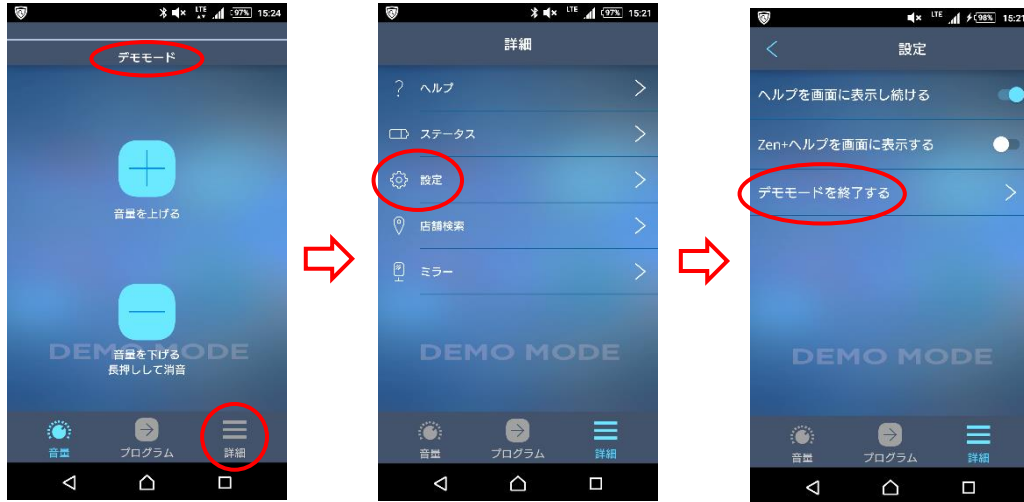 LTE 97% 15:24
デモモード
音量を上げる
DEMO MODE
音量を下げる
長押しして消音
音量 プログラム 詳細
LTE 97% 15:21
詳細
? ヘルプ
ステータス
設定
店舗検索
ミラー
DEMO MODE
音量 プログラム 詳細
LTE 98% 15:21
設定
ヘルプを画面に表示し続ける
Zen+ヘルプを画面に表示する
デモモードを終了する
DEMO MODE
音量 プログラム 詳細